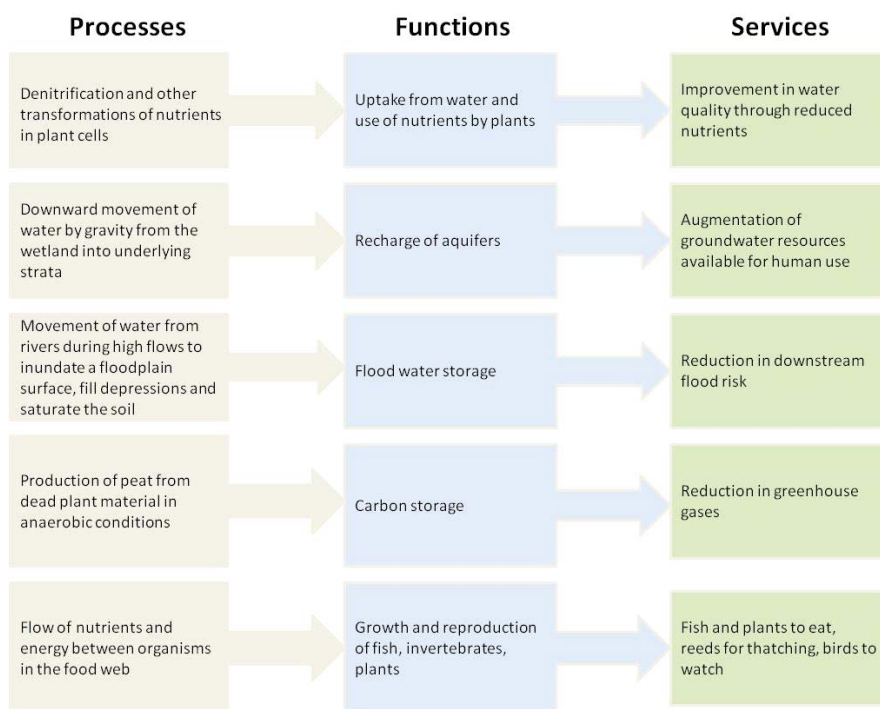 Processes
Functions
Services
Denitrification and other
transformations of nutrients
in plant cells
Uptake from water and
use of nutrients by plants
Improvement in water
quality through reduced
nutrients
Downward movement of
water by gravity from the
wetland into underlying
strata
Recharge of aquifers
Augmentation of
groundwater resources
available for human use
Movement of water from
rivers during high flows to
inundate a floodplain
surface, fill depressions and
saturate the soil
Flood water storage
Reduction in downstream
flood risk
Production of peat from
dead plant material in
anaerobic conditions
Carbon storage
Reduction in greenhouse
gases
Flow of nutrients and
energy between organisms
in the food web
Growth and reproduction
of fish, invertebrates,
plants
Fish and plants to eat,
reeds for thatching, birds to
watch